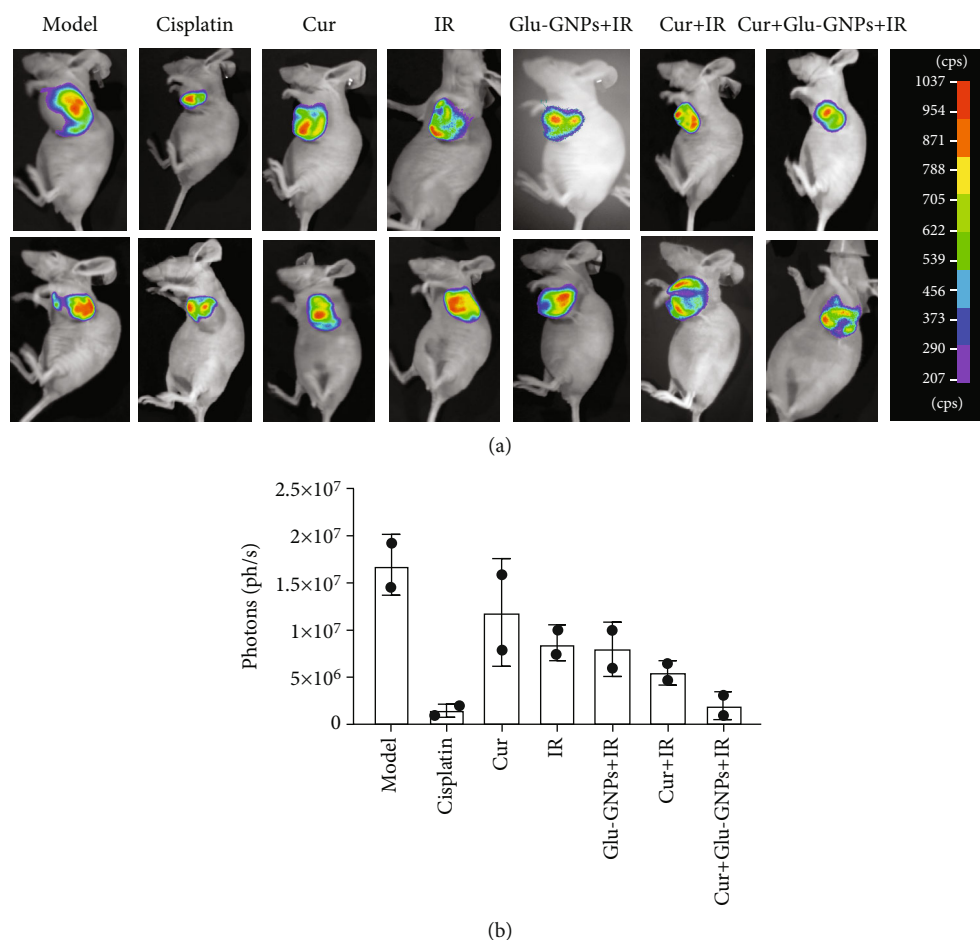 Model Cisplatin Cur IR Glu-GNPs+IR Cur+IR Cur+Glu-GNPs+IR
(cps)
1037
954
871
788
705
622
539
456
373
290
207
(cps)
(a)
2.5×10⁷
2×10⁷
1.5×10⁷
1×10⁷
5×10⁶
0
Photons (ph/s)
Model
Cisplatin
Cur
IR
Glu-GNPs+IR
Cur+IR
Cur+Glu-GNPs+IR
(b)